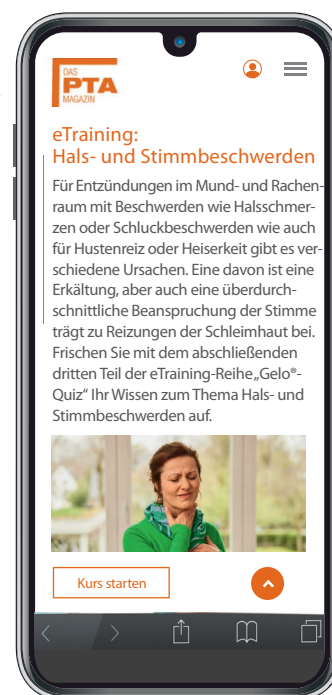 DAS
PTA
MAGAZIN
eTraining:
Hals- und Stimmbeschwerden
Für Entzündungen im Mund- und Rachen-
raum mit Beschwerden wie Halsschmer-
zen oder Schluckbeschwerden wie auch
für Hustenreiz oder Heiserkeit gibt es ver-
schiedene Ursachen. Eine davon ist eine
Erkältung, aber auch eine überdurch-
schnittliche Beanspruchung der Stimme
trägt zu Reizungen der Schleimhaut bei.
Frischen Sie mit dem abschließenden
dritten Teil der eTraining-Reihe „Gelo®-
Quiz“ Ihr Wissen zum Thema Hals- und
Stimmbeschwerden auf.
Kurs starten